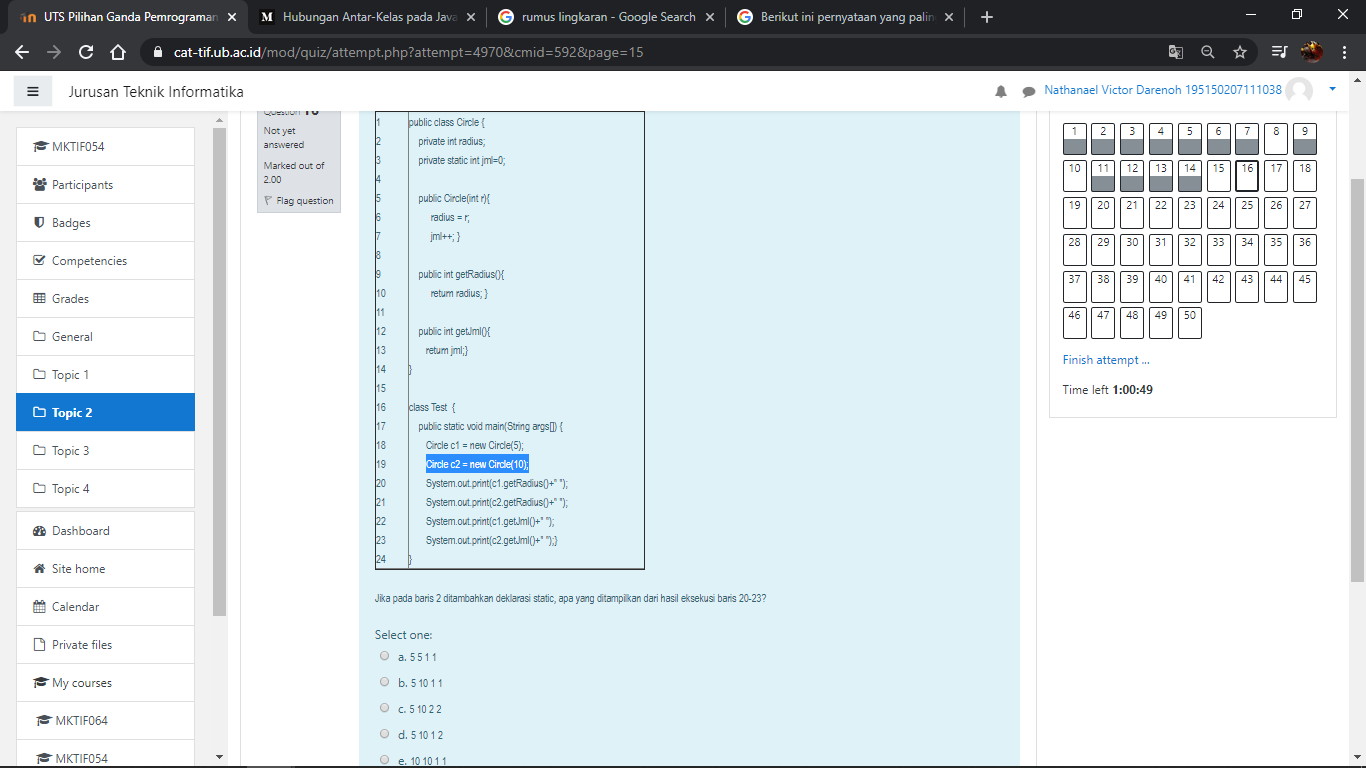 UTS Pilihan Ganda Pemrograman
Hubungan Antar-Kelas pada Java
rumus lingkaran - Google Search
Berikut ini pernyataan yang palin
cat-tif.ub.ac.id/mod/quiz/attempt.php?attempt=4970&cmid=592&page=15
Jurusan Teknik Informatika
Nathanael Victor Darenoh 195150207111038
MKTIF054
Participants
Badges
Competencies
Grades
General
Topic 1
Topic 2
Topic 3
Topic 4
Dashboard
Site home
Calendar
Private files
My courses
MKTIF064
MKTIF054
Question 16
Not yet
answered
Marked out of
2.00
Flag question
1 public class Circle {
2 private int radius;
3 private static int jml=0;
4
5 public Circle(int r){
6 radius = r;
7 jml++; }
8
9 public int getRadius(){
10 return radius; }
11
12 public int getJml(){
13 return jml;}
14 }
15
16 class Test {
17 public static void main(String args[]) {
18 Circle c1 = new Circle(5);
19 Circle c2 = new Circle(10);
20 System.out.print(c1.getRadius()+" ");
21 System.out.print(c2.getRadius()+" ");
22 System.out.print(c1.getJml()+" ");
23 System.out.print(c2.getJml()+" ");}
24 }
Jika pada baris 2 ditambahkan deklarasi static, apa yang ditampilkan dari hasil eksekusi baris 20-23?
Select one:
a. 5 5 1 1
b. 5 10 1 1
c. 5 10 2 2
d. 5 10 1 2
e. 10 10 1 1
1 2 3 4 5 6 7 8 9
10 11 12 13 14 15 16 17 18
19 20 21 22 23 24 25 26 27
28 29 30 31 32 33 34 35 36
37 38 39 40 41 42 43 44 45
46 47 48 49 50
Finish attempt ...
Time left 1:00:49